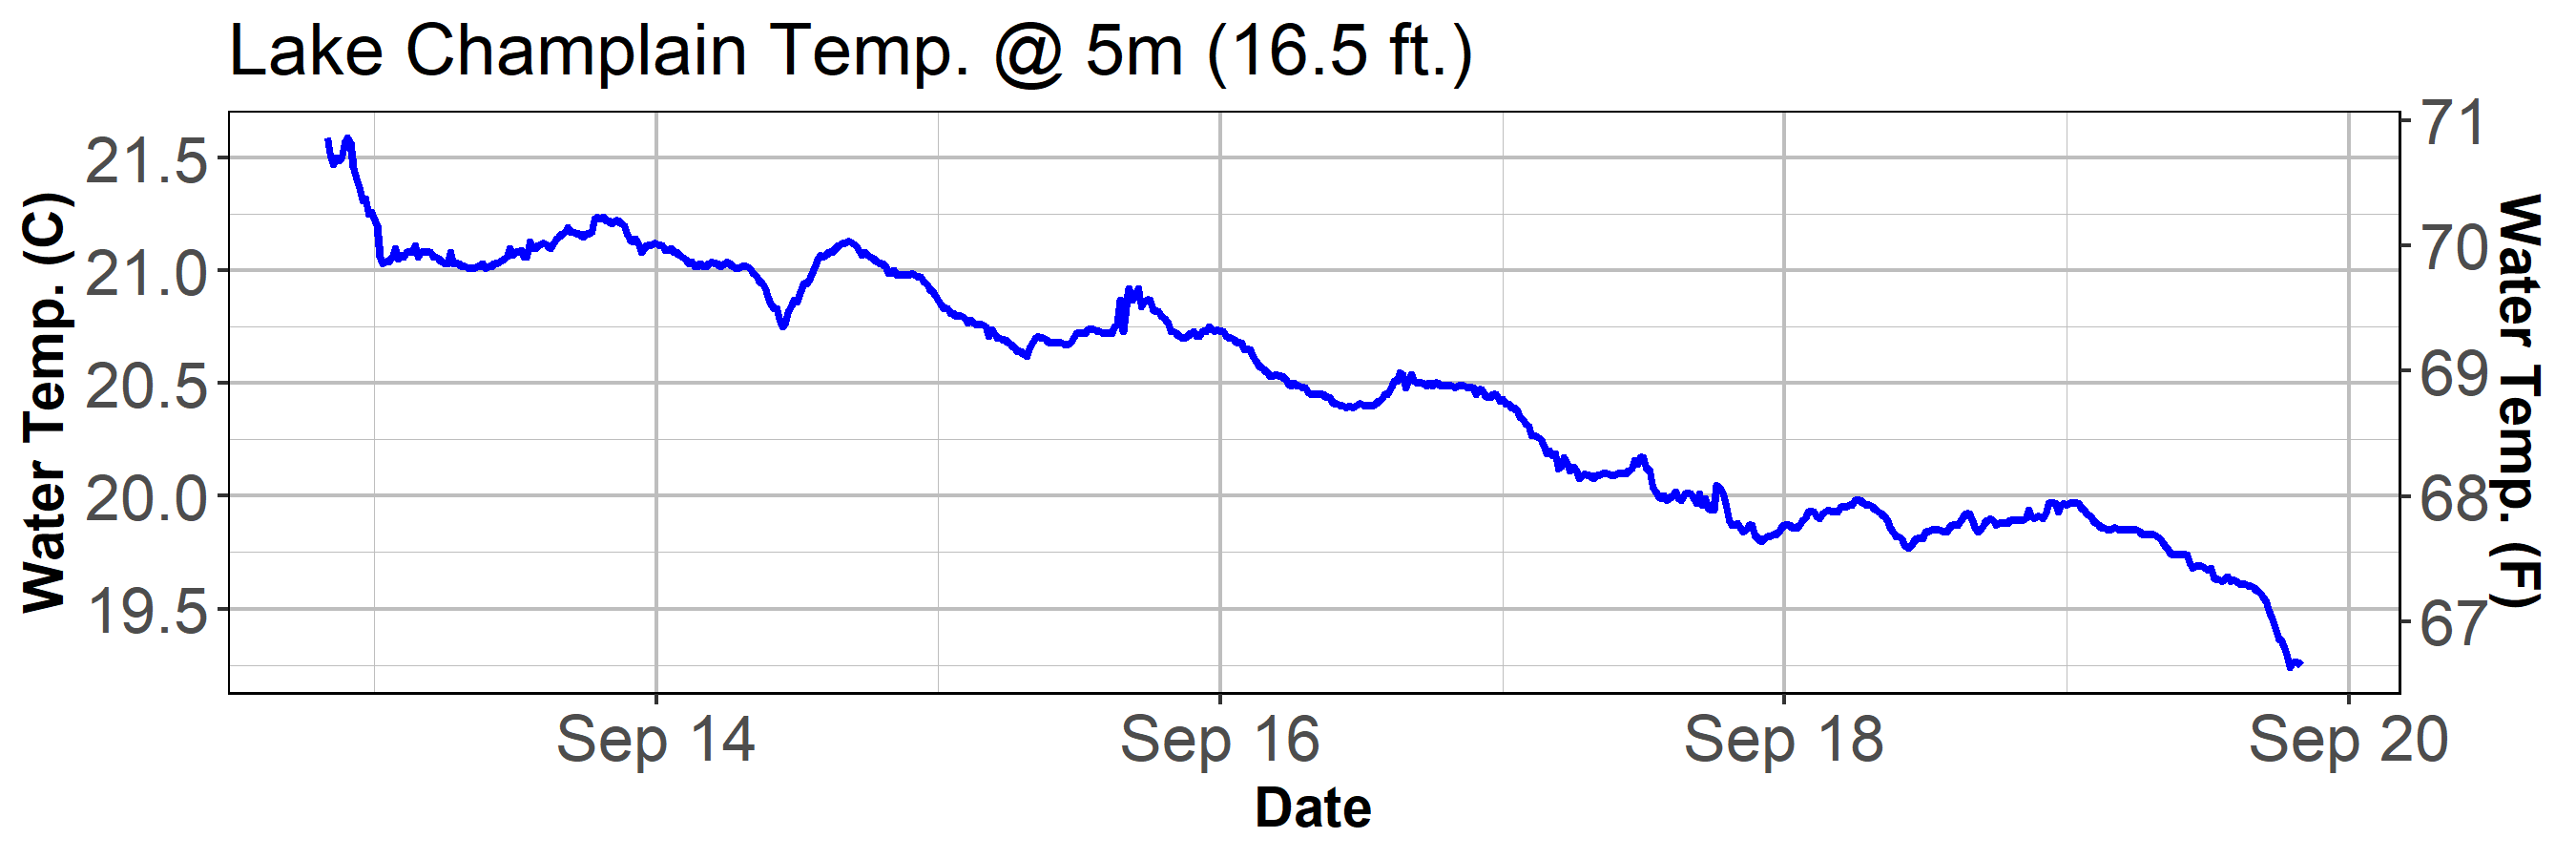 Lake Champlain Temp. @ 5m (16.5 ft.)
Water Temp. (C)
21.5
21.0
20.5
20.0
19.5
71
70
69
68
67
Water Temp. (F)
Sep 14
Sep 16
Sep 18
Sep 20
Date